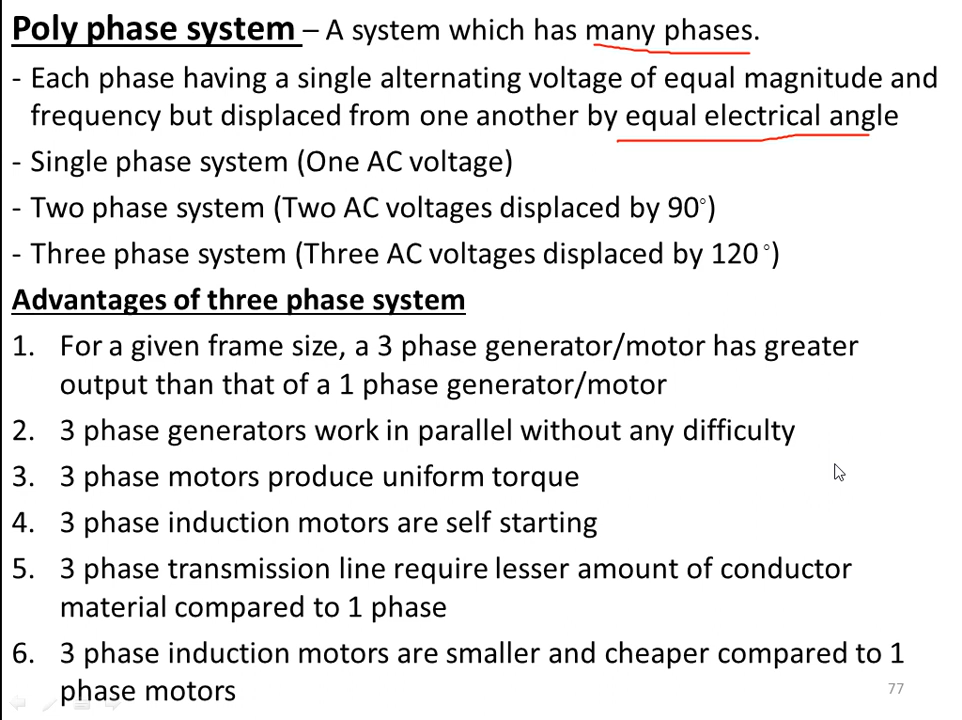 Poly phase system – A system which has many phases.
- Each phase having a single alternating voltage of equal magnitude and
frequency but displaced from one another by equal electrical angle
- Single phase system (One AC voltage)
- Two phase system (Two AC voltages displaced by 90°)
- Three phase system (Three AC voltages displaced by 120°)
Advantages of three phase system
1. For a given frame size, a 3 phase generator/motor has greater
output than that of a 1 phase generator/motor
2. 3 phase generators work in parallel without any difficulty
3. 3 phase motors produce uniform torque
4. 3 phase induction motors are self starting
5. 3 phase transmission line require lesser amount of conductor
material compared to 1 phase
6. 3 phase induction motors are smaller and cheaper compared to 1
phase motors
77